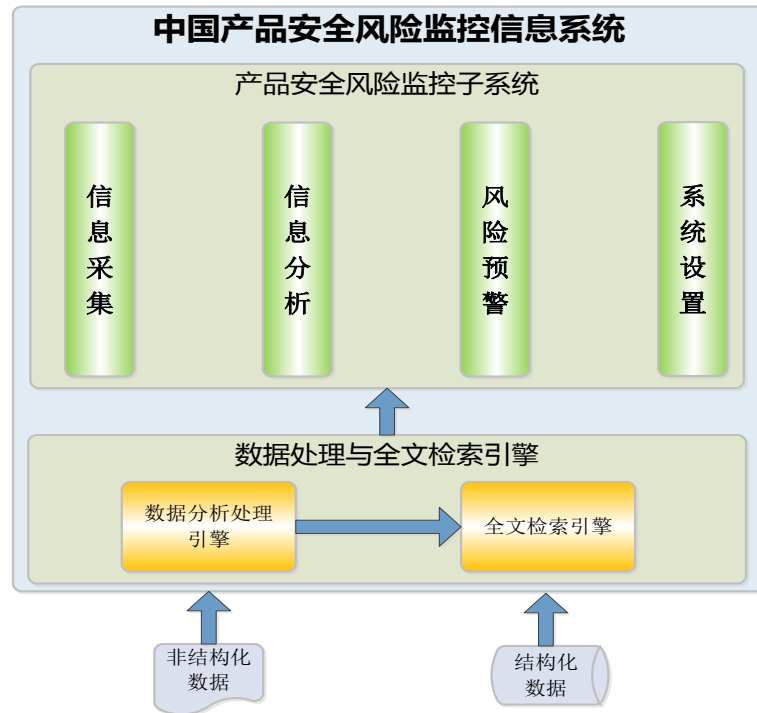 中国产品安全风险监控信息系统
产品安全风险监控子系统
信息采集
信息分析
风险预警
系统设置
数据处理与全文检索引擎
数据分析处理
引擎
全文检索引擎
非结构化
数据
结构化
数据